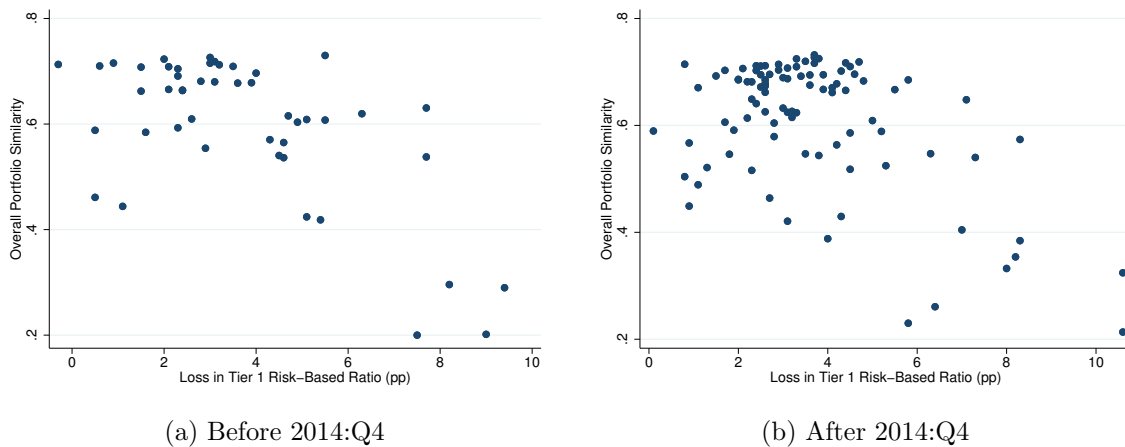 .8
.6
.4
.2
Overall Portfolio Similarity
0 2 4 6 8 10
Loss in Tier 1 Risk−Based Ratio (pp)
(a) Before 2014:Q4
.8
.6
.4
.2
Overall Portfolio Similarity
0 2 4 6 8 10
Loss in Tier 1 Risk−Based Ratio (pp)
(b) After 2014:Q4